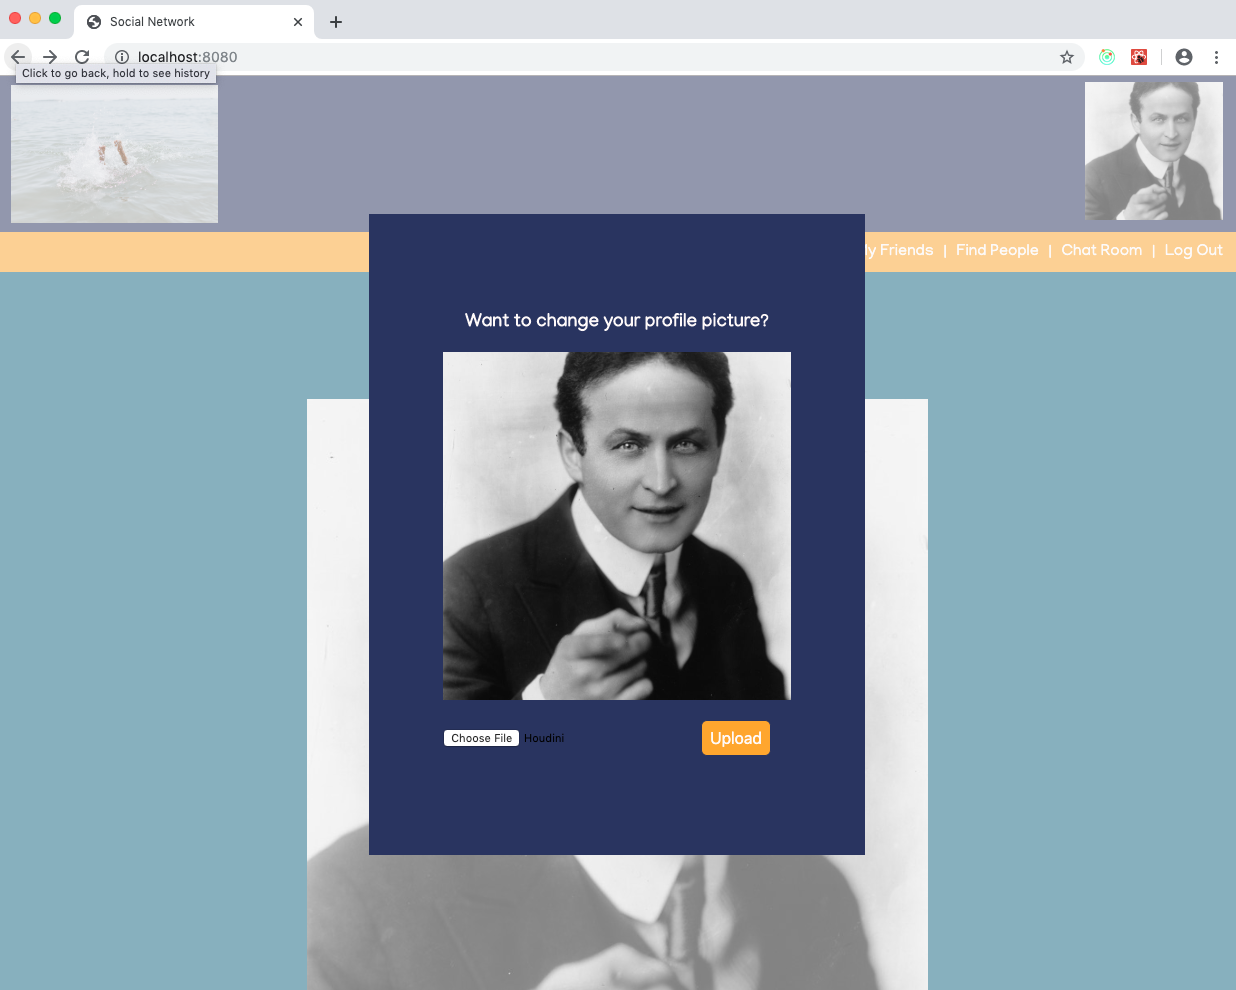 Social Network
localhost:8080
Click to go back, hold to see history
y Friends | Find People | Chat Room | Log Out
Want to change your profile picture?
Choose File Houdini
Upload